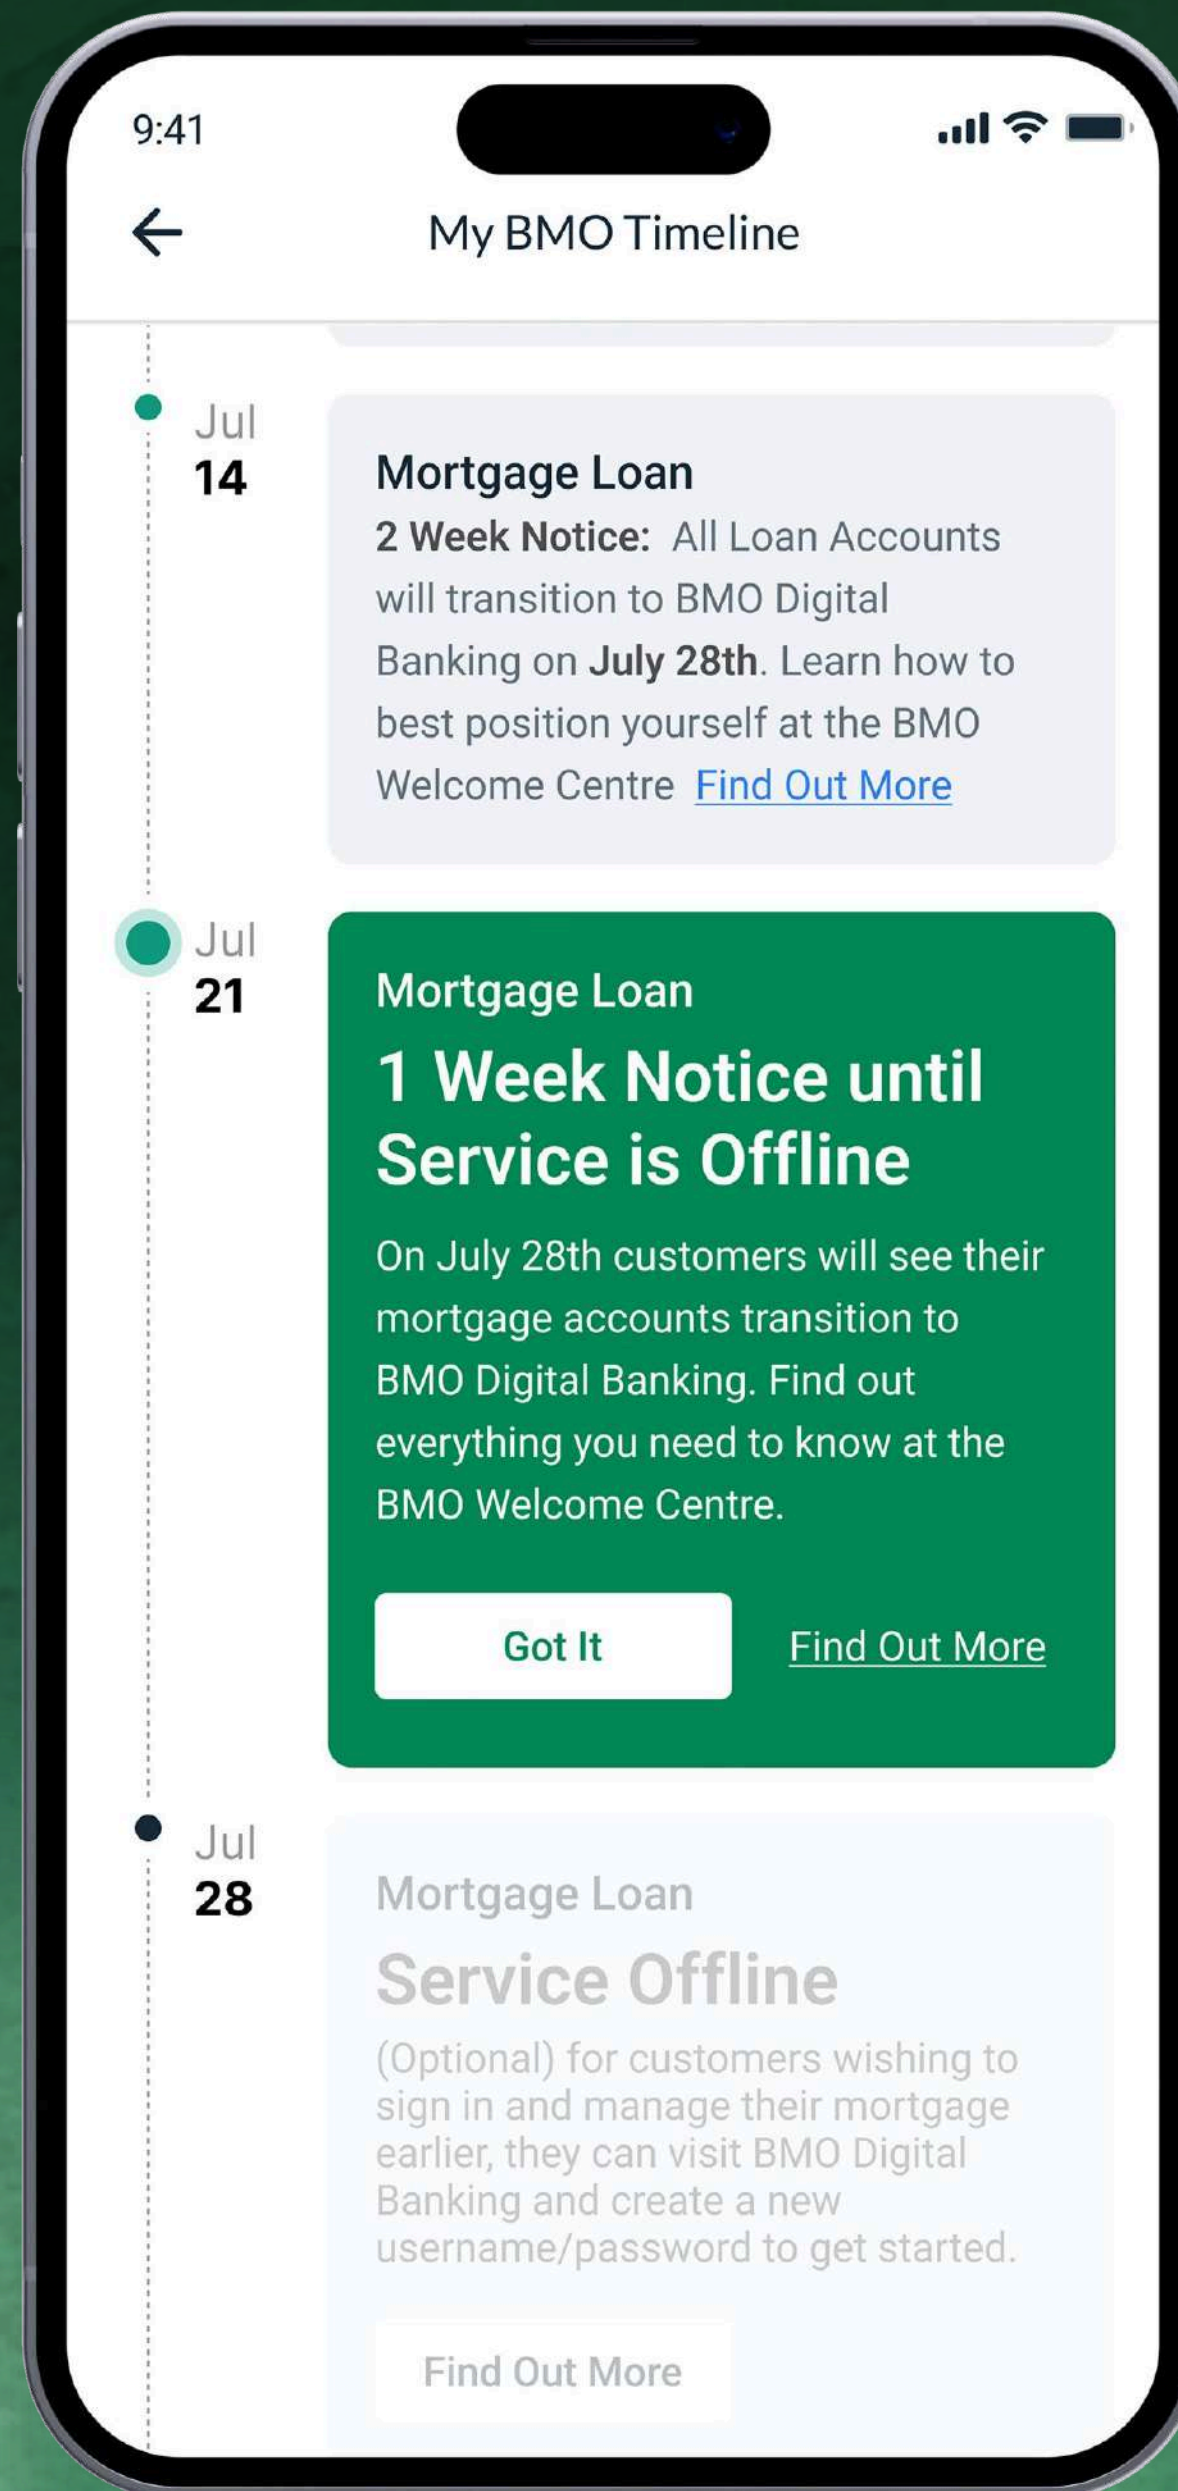 9:41
My BMO Timeline
Jul
14
Mortgage Loan
2 Week Notice: All Loan Accounts
will transition to BMO Digital
Banking on July 28th. Learn how to
best position yourself at the BMO
Welcome Centre Find Out More
Jul
21
Mortgage Loan
1 Week Notice until
Service is Offline
On July 28th customers will see their
mortgage accounts transition to
BMO Digital Banking. Find out
everything you need to know at the
BMO Welcome Centre.
Got It
Find Out More
Jul
28
Mortgage Loan
Service Offline
(Optional) for customers wishing to
sign in and manage their mortgage
earlier, they can visit BMO Digital
Banking and create a new
username/password to get started.
Find Out More